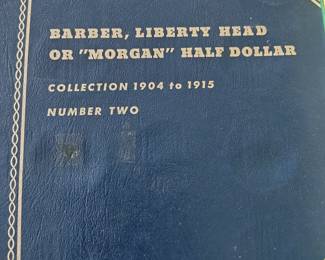 BARBER, LIBERTY HEAD
OR "MORGAN" HALF DOLLAR
COLLECTION 1904 to 1915
NUMBER TWO